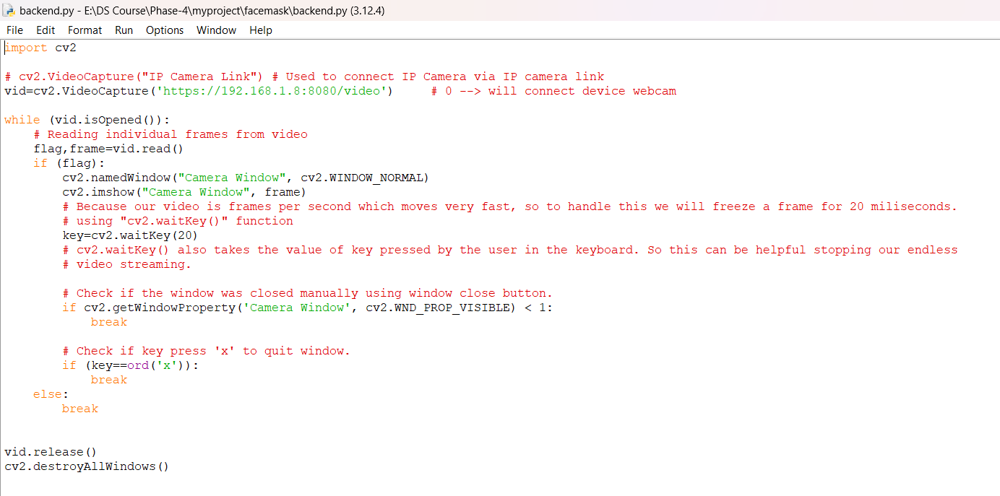 backend.py - E:\DS Course\Phase-4\myproject\facemask\backend.py (3.12.4)
File Edit Format Run Options Window Help
import cv2

# cv2.VideoCapture("IP Camera Link") # Used to connect IP Camera via IP camera link
vid=cv2.VideoCapture('https://192.168.1.8:8080/video')     # 0 --> will connect device webcam

while (vid.isOpened()):
    # Reading individual frames from video
    flag,frame=vid.read()
    if (flag):
        cv2.namedWindow("Camera Window", cv2.WINDOW_NORMAL)
        cv2.imshow("Camera Window", frame)
        # Because our video is frames per second which moves very fast, so to handle this we will freeze a frame for 20 miliseconds.
        # using "cv2.waitKey()" function
        key=cv2.waitKey(20)
        # cv2.waitKey() also takes the value of key pressed by the user in the keyboard. So this can be helpful stopping our endless
        # video streaming.

        # Check if the window was closed manually using window close button.
        if cv2.getWindowProperty('Camera Window', cv2.WND_PROP_VISIBLE) < 1:
            break

        # Check if key press 'x' to quit window.
        if (key==ord('x')):
            break
    else:
        break


vid.release()
cv2.destroyAllWindows()